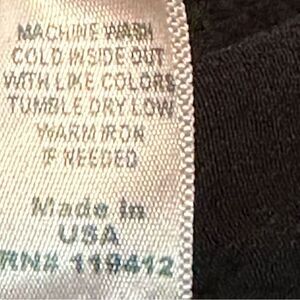 MACHINE WASH
COLD INSIDE OUT
WITH LIKE COLORS
TUMBLE DRY LOW
WARM IRON
IF NEEDED
Made in
USA
RN# 119412